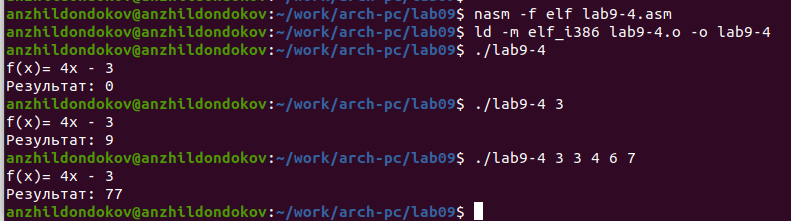 anzhildondokov@anzhildondokov:~/work/arch-pc/lab09$ nasm -f elf lab9-4.asm
anzhildondokov@anzhildondokov:~/work/arch-pc/lab09$ ld -m elf_i386 lab9-4.o -o lab9-4
anzhildondokov@anzhildondokov:~/work/arch-pc/lab09$ ./lab9-4
f(x)= 4x - 3
Результат: 0
anzhildondokov@anzhildondokov:~/work/arch-pc/lab09$ ./lab9-4 3
f(x)= 4x - 3
Результат: 9
anzhildondokov@anzhildondokov:~/work/arch-pc/lab09$ ./lab9-4 3 3 4 6 7
f(x)= 4x - 3
Результат: 77
anzhildondokov@anzhildondokov:~/work/arch-pc/lab09$